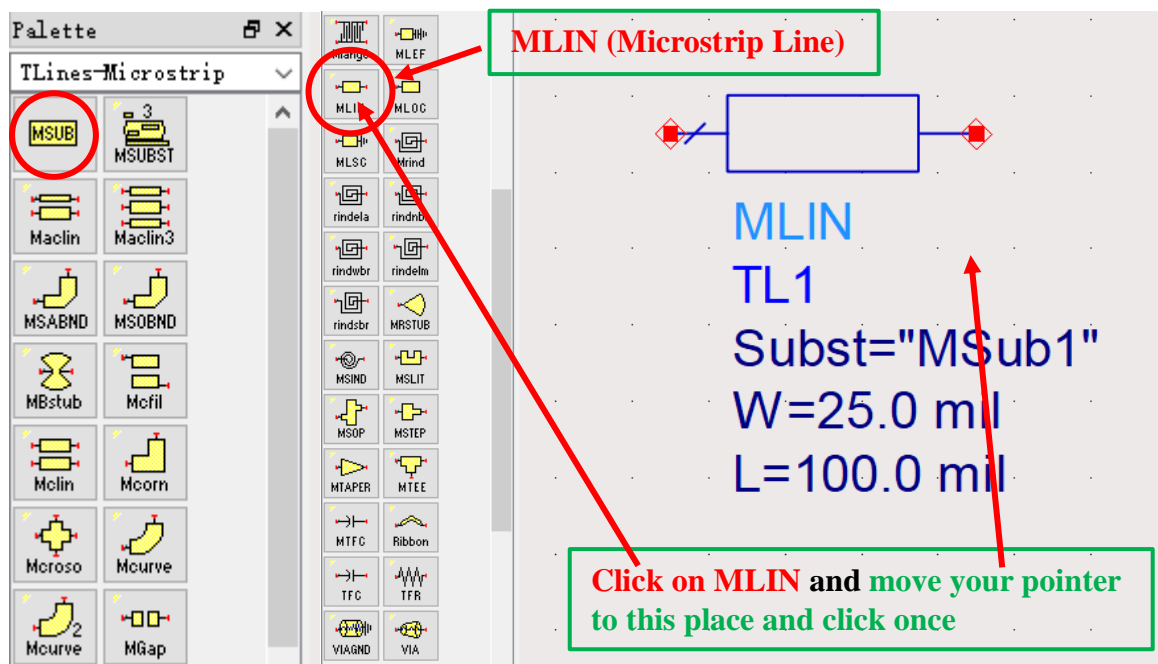 Palette
TLines-Microstrip
MSUB
3
MSUBST
Maclin
Maclin3
MSABND
MSOBND
MBstub
Mcfil
Mclin
Mcorn
Mcroso
Mcurve
2
Mcurve
MGap
MLEF
MLIN
MLOC
MLSC
Mrind
rindela
rindnb
rindwbr
rindelm
rindsbr
MRSTUB
MSIND
MSLIT
MSOP
MSTEP
MTAPER
MTEE
MTFC
Ribbon
TFC
TFR
VIAGND
VIA
MLIN (Microstrip Line)
MLIN
TL1
Subst="MSub1"
W=25.0 mil
L=100.0 mil
Click on MLIN and move your pointer
to this place and click once